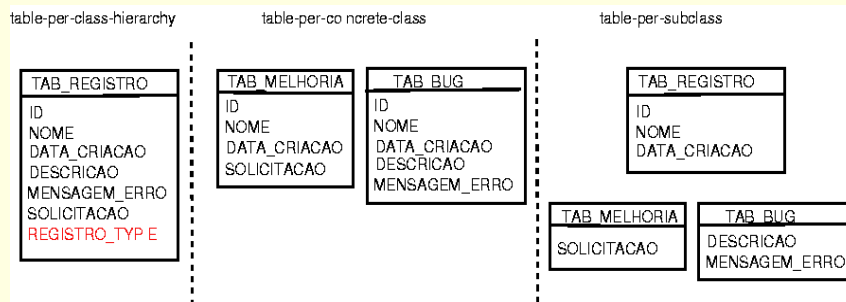 table-per-class-hierarchy
TAB_REGISTRO
ID
NOME
DATA_CRIACAO
DESCRICAO
MENSAGEM_ERRO
SOLICITACAO
REGISTRO_TYP E
table-per-co ncrete-class
TAB_MELHORIA
ID
NOME
DATA_CRIACAO
SOLICITACAO
TAB_BUG
ID
NOME
DATA_CRIACAO
DESCRICAO
MENSAGEM_ERRO
table-per-subclass
TAB_REGISTRO
ID
NOME
DATA_CRIACAO
TAB_MELHORIA
SOLICITACAO
TAB_BUG
DESCRICAO
MENSAGEM_ERRO